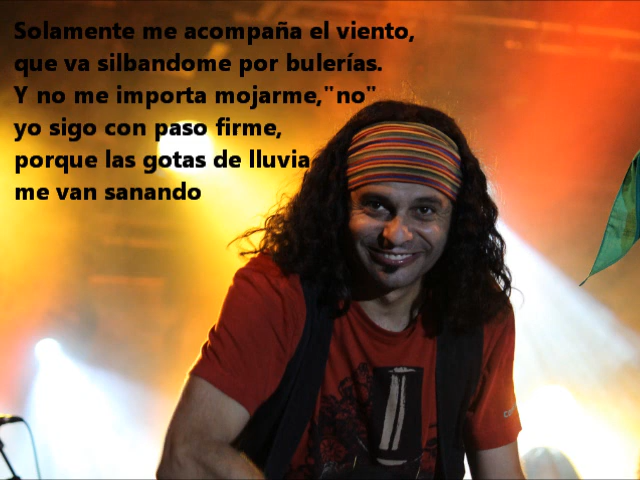 Solamente me acompaña el viento,
que va silbandome por bulerías.
Y no me importa mojarme,"no"
yo sigo con paso firme,
porque las gotas de lluvia
me van sanando